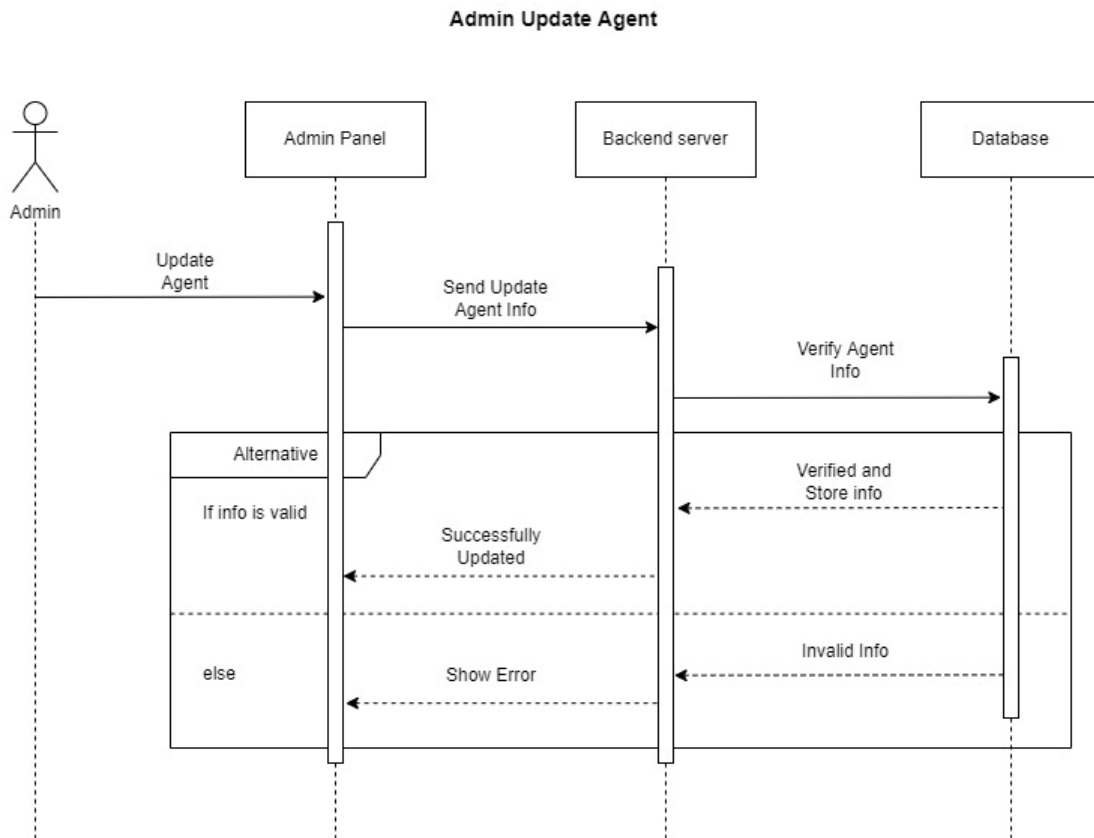 Admin Update Agent
Admin Panel
Backend server
Database
Admin
Update
Agent
Send Update
Agent Info
Verify Agent
Info
Alternative
Verified and
Store info
If info is valid
Successfully
Updated
Invalid Info
else
Show Error